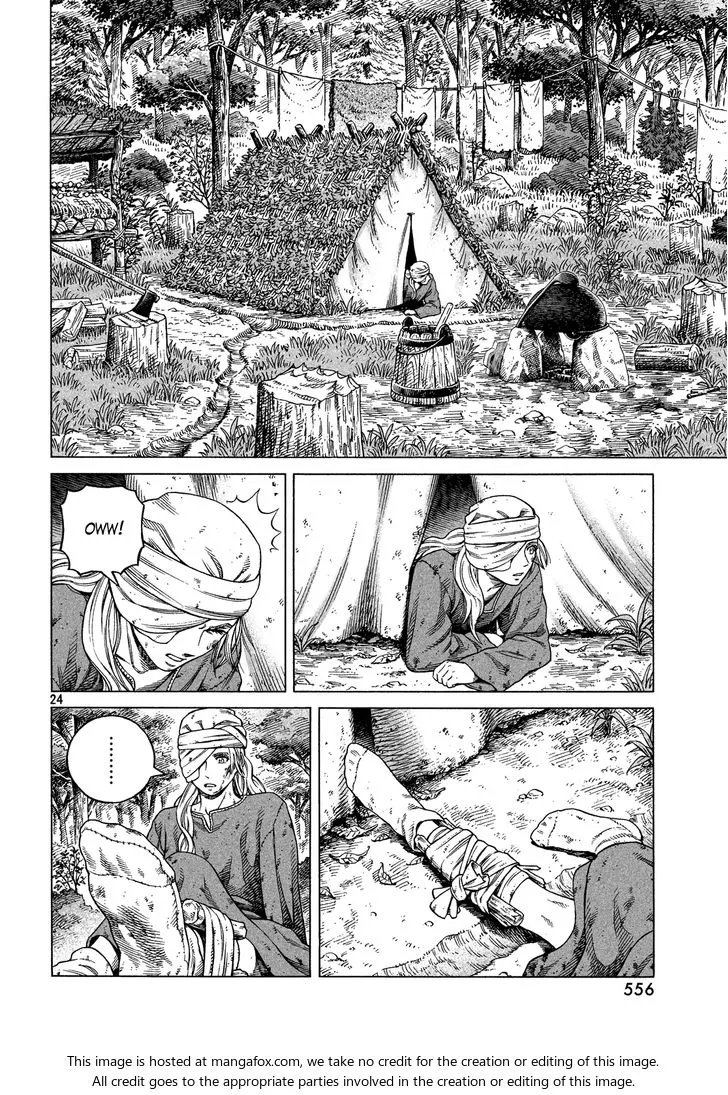 OWW!
24
.........
556
This image is hosted at mangafox.com, we take no credit for the creation or editing of this image.
All credit goes to the appropriate parties involved in the creation or editing of this image.